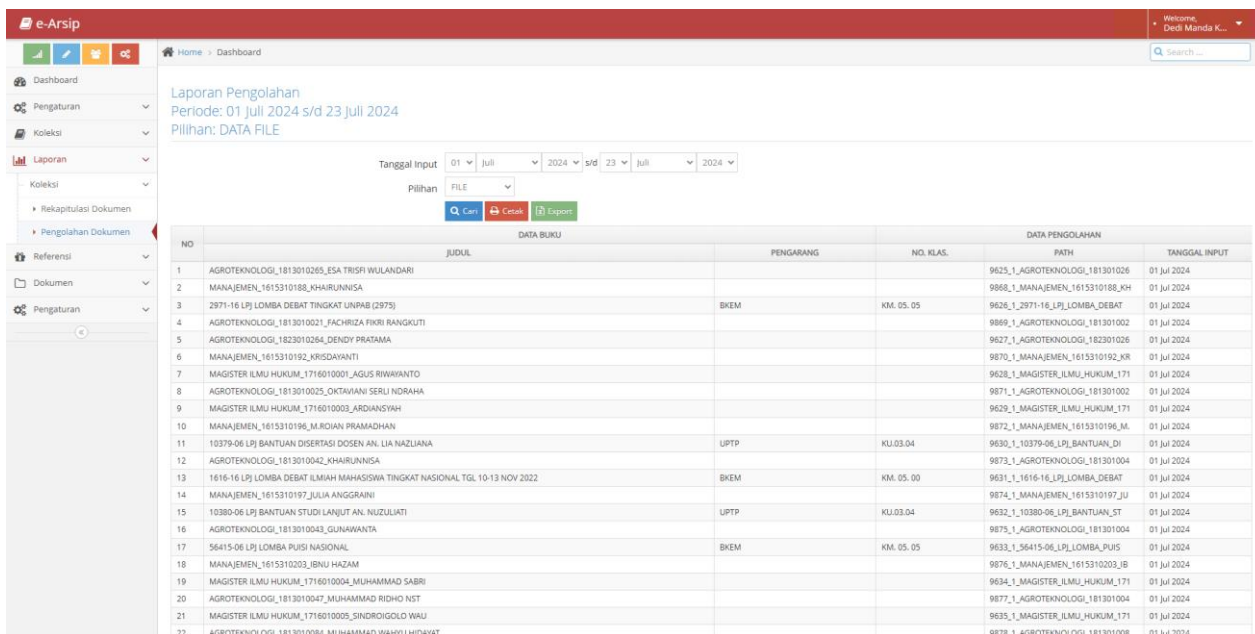 e-Arsip
Welcome,
Dedi Manda K...
Home > Dashboard
Search ...
Dashboard
Pengaturan
Koleksi
Laporan
Koleksi
Rekapitulasi Dokumen
Pengolahan Dokumen
Referensi
Dokumen
Pengaturan
Laporan Pengolahan
Periode: 01 Juli 2024 s/d 23 Juli 2024
Pilihan: DATA FILE
Tanggal Input 01 Juli 2024 s/d 23 Juli 2024
Pilihan FILE
Cari Cetak Export
NO DATA BUKU DATA PENGOLAHAN
JUDUL PENGARANG NO. KLAS. PATH TANGGAL INPUT
1 AGROTEKNOLOGI_1813010265_ESA TRISFI WULANDARI 9625_1_AGROTEKNOLOGI_181301026 01 Jul 2024
2 MANAJEMEN_1615310188_KHAIRUNNISA 9868_1_MANAJEMEN_1615310188_KH 01 Jul 2024
3 2971-16 LPJ LOMBA DEBAT TINGKAT UNPAB (2975) BKEM KM. 05. 05 9626_1_2971-16_LPJ_LOMBA_DEBAT 01 Jul 2024
4 AGROTEKNOLOGI_1813010021_FACHRIZA FIKRI RANGKUTI 9869_1_AGROTEKNOLOGI_181301002 01 Jul 2024
5 AGROTEKNOLOGI_1823010264_DENDY PRATAMA 9627_1_AGROTEKNOLOGI_182301026 01 Jul 2024
6 MANAJEMEN_1615310192_KRISDAYANTI 9870_1_MANAJEMEN_1615310192_KR 01 Jul 2024
7 MAGISTER ILMU HUKUM_1716010001_AGUS RIWAYANTO 9628_1_MAGISTER_ILMU_HUKUM_171 01 Jul 2024
8 AGROTEKNOLOGI_1813010025_OKTAVIANI SERLI NDRAHA 9871_1_AGROTEKNOLOGI_181301002 01 Jul 2024
9 MAGISTER ILMU HUKUM_1716010003_ARDIANSYAH 9629_1_MAGISTER_ILMU_HUKUM_171 01 Jul 2024
10 MANAJEMEN_1615310196_M.ROIAN PRAMADHAN 9872_1_MANAJEMEN_1615310196_M. 01 Jul 2024
11 10379-06 LPJ BANTUAN DISERTASI DOSEN AN. LIA NAZLIANA UPTP KU.03.04 9630_1_10379-06_LPJ_BANTUAN_DI 01 Jul 2024
12 AGROTEKNOLOGI_1813010042_KHAIRUNNISA 9873_1_AGROTEKNOLOGI_181301004 01 Jul 2024
13 1616-16 LPJ LOMBA DEBAT ILMIAH MAHASISWA TINGKAT NASIONAL TGL 10-13 NOV 2022 BKEM KM. 05. 00 9631_1_1616-16_LPJ_LOMBA_DEBAT 01 Jul 2024
14 MANAJEMEN_1615310197_JULIA ANGGRAINI 9874_1_MANAJEMEN_1615310197_JU 01 Jul 2024
15 10380-06 LPJ BANTUAN STUDI LANJUT AN. NUZULIATI UPTP KU.03.04 9632_1_10380-06_LPJ_BANTUAN_ST 01 Jul 2024
16 AGROTEKNOLOGI_1813010043_GUNAWANTA 9875_1_AGROTEKNOLOGI_181301004 01 Jul 2024
17 56415-06 LPJ LOMBA PUISI NASIONAL BKEM KM. 05. 05 9633_1_56415-06_LPJ_LOMBA_PUIS 01 Jul 2024
18 MANAJEMEN_1615310203_IBNU HAZAM 9876_1_MANAJEMEN_1615310203_IB 01 Jul 2024
19 MAGISTER ILMU HUKUM_1716010004_MUHAMMAD SABRI 9634_1_MAGISTER_ILMU_HUKUM_171 01 Jul 2024
20 AGROTEKNOLOGI_1813010047_MUHAMMAD RIDHO NST 9877_1_AGROTEKNOLOGI_181301004 01 Jul 2024
21 MAGISTER ILMU HUKUM_1716010005_SINDROIGOLO WAU 9635_1_MAGISTER_ILMU_HUKUM_171 01 Jul 2024
22 AGROTEKNOLOGI_1813010084_MUHAMMAD WAHYU HIDAYAT 9878_1_AGROTEKNOLOGI_181301008 01 Jul 2024